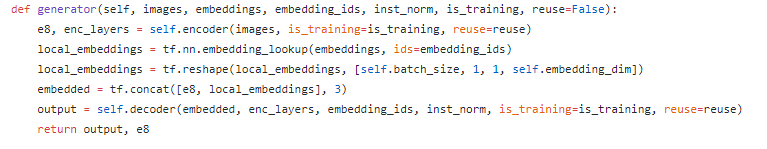 def generator(self, images, embeddings, embedding_ids, inst_norm, is_training, reuse=False):
    e8, enc_layers = self.encoder(images, is_training=is_training, reuse=reuse)
    local_embeddings = tf.nn.embedding_lookup(embeddings, ids=embedding_ids)
    local_embeddings = tf.reshape(local_embeddings, [self.batch_size, 1, 1, self.embedding_dim])
    embedded = tf.concat([e8, local_embeddings], 3)
    output = self.decoder(embedded, enc_layers, embedding_ids, inst_norm, is_training=is_training, reuse=reuse)
    return output, e8